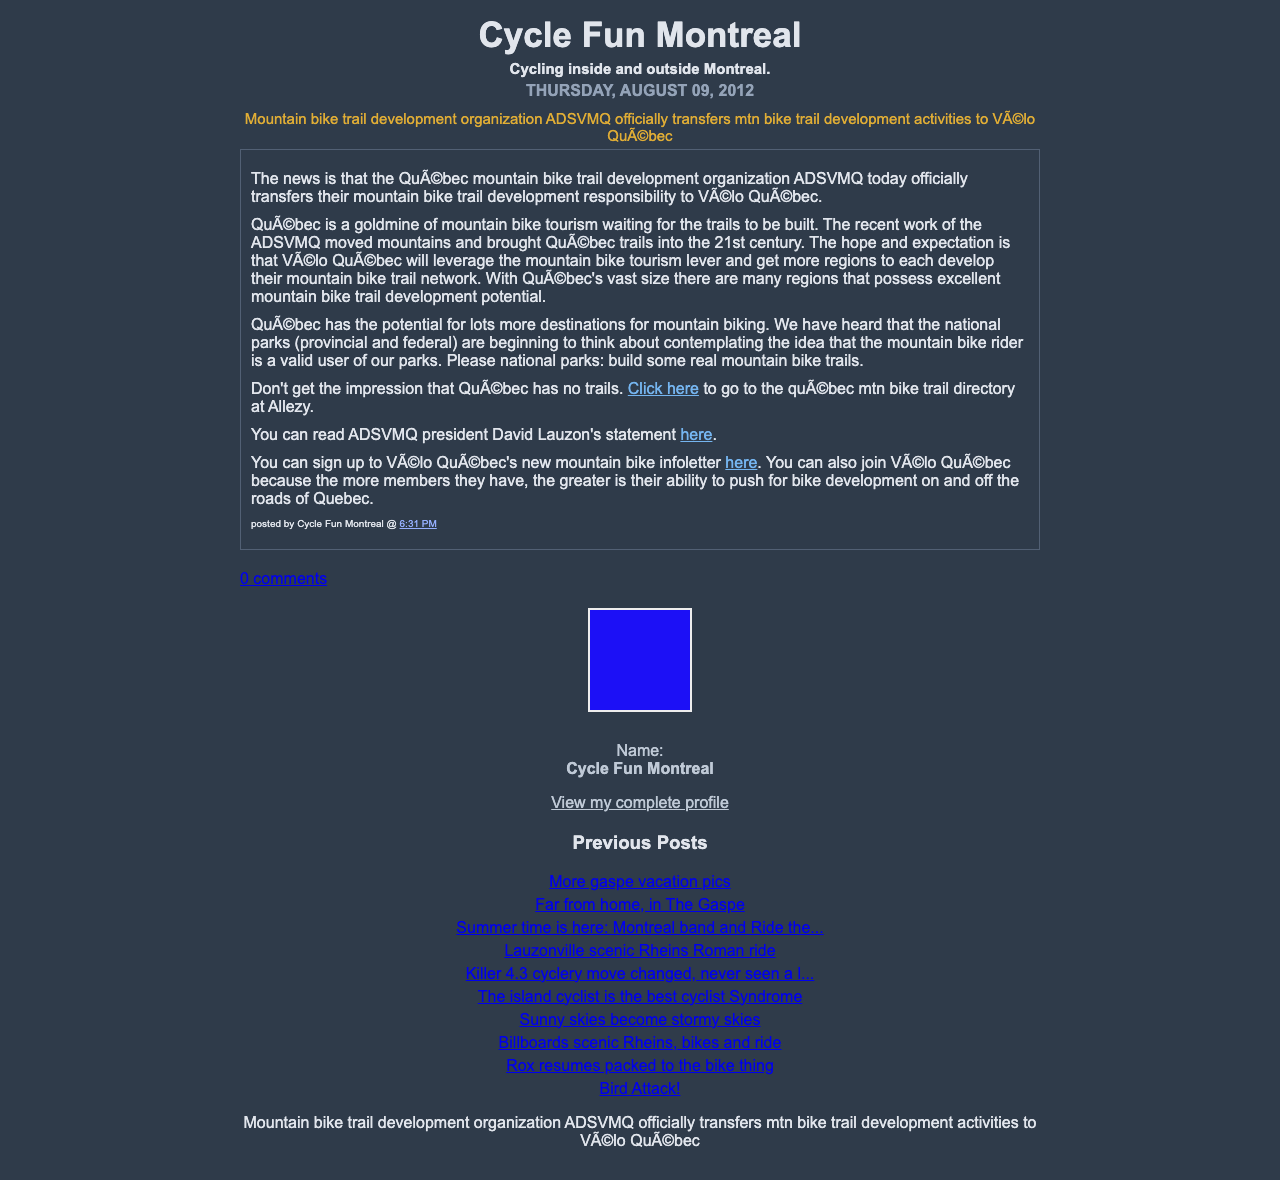 Cycle Fun Montreal
Cycling inside and outside Montreal.
THURSDAY, AUGUST 09, 2012
Mountain bike trail development organization ADSVMQ officially transfers mtn bike trail development activities to VÃ©lo
QuÃ©bec
The news is that the QuÃ©bec mountain bike trail development organization ADSVMQ today officially
transfers their mountain bike trail development responsibility to VÃ©lo QuÃ©bec.
QuÃ©bec is a goldmine of mountain bike tourism waiting for the trails to be built. The recent work of the
ADSVMQ moved mountains and brought QuÃ©bec trails into the 21st century. The hope and expectation is
that VÃ©lo QuÃ©bec will leverage the mountain bike tourism lever and get more regions to each develop
their mountain bike trail network. With QuÃ©bec's vast size there are many regions that possess excellent
mountain bike trail development potential.
QuÃ©bec has the potential for lots more destinations for mountain biking. We have heard that the national
parks (provincial and federal) are beginning to think about contemplating the idea that the mountain bike rider
is a valid user of our parks. Please national parks: build some real mountain bike trails.
Don't get the impression that QuÃ©bec has no trails. Click here to go to the quÃ©bec mtn bike trail directory
at Allezy.
You can read ADSVMQ president David Lauzon's statement here.
You can sign up to VÃ©lo QuÃ©bec's new mountain bike infoletter here. You can also join VÃ©lo QuÃ©bec
because the more members they have, the greater is their ability to push for bike development on and off the
roads of Quebec.
posted by Cycle Fun Montreal @ 6:31 PM
0 comments
Name:
Cycle Fun Montreal
View my complete profile
Previous Posts
More gaspe vacation pics
Far from home, in The Gaspe
Summer time is here: Montreal band and Ride the...
Lauzonville scenic Rheins Roman ride
Killer 4.3 cyclery move changed, never seen a l...
The island cyclist is the best cyclist Syndrome
Sunny skies become stormy skies
Billboards scenic Rheins, bikes and ride
Rox resumes packed to the bike thing
Bird Attack!
Mountain bike trail development organization ADSVMQ officially transfers mtn bike trail development activities to
VÃ©lo QuÃ©bec